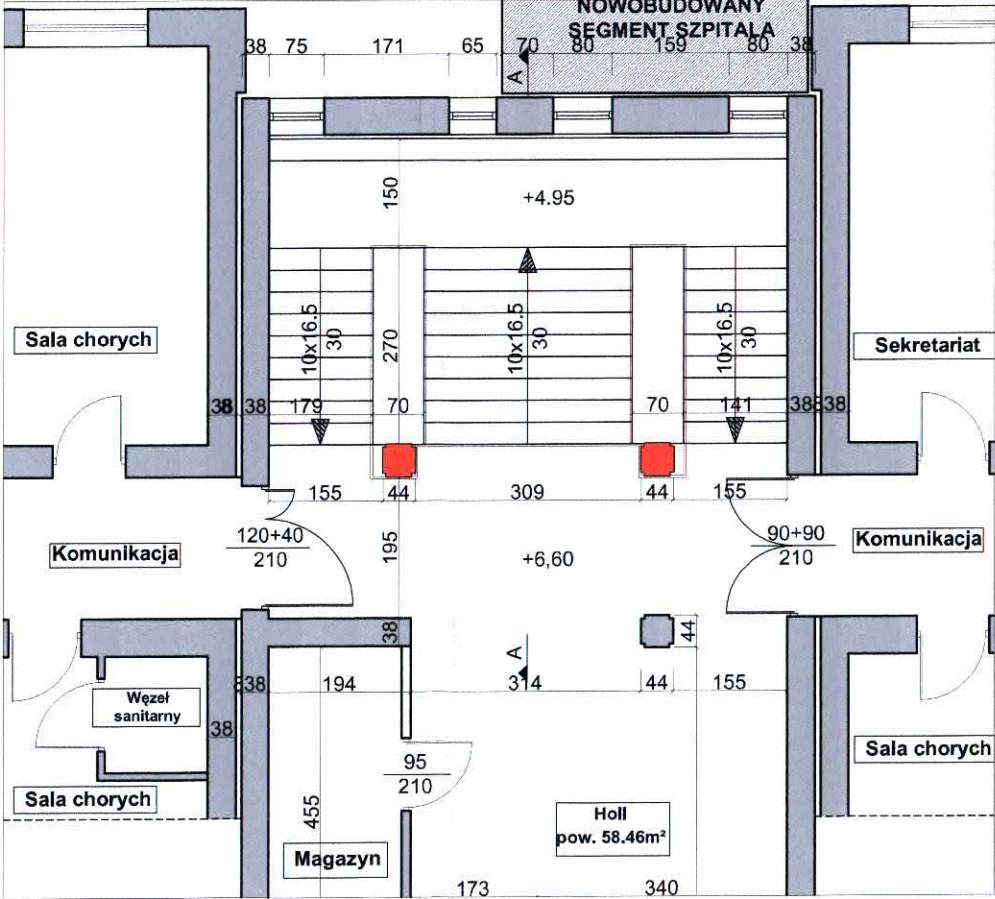 NOWOBUDOWANY
SEGMENT SZPITALA
38 75 171 65 70 80 159 80 38
A
150
+4.95
10x16.5
30
270
10x16.5
30
10x16.5
30
Sala chorych
Sekretariat
38 38 179 70 70 141 38 38
155 44 309 44 155
120+40
210
195
90+90
210
Komunikacja
Komunikacja
+6,60
38
44
A
38 194 314 44 155
Węzeł
sanitarny
38
95
210
Sala chorych
Sala chorych
455
Holl
pow. 58.46m²
Magazyn
173 340